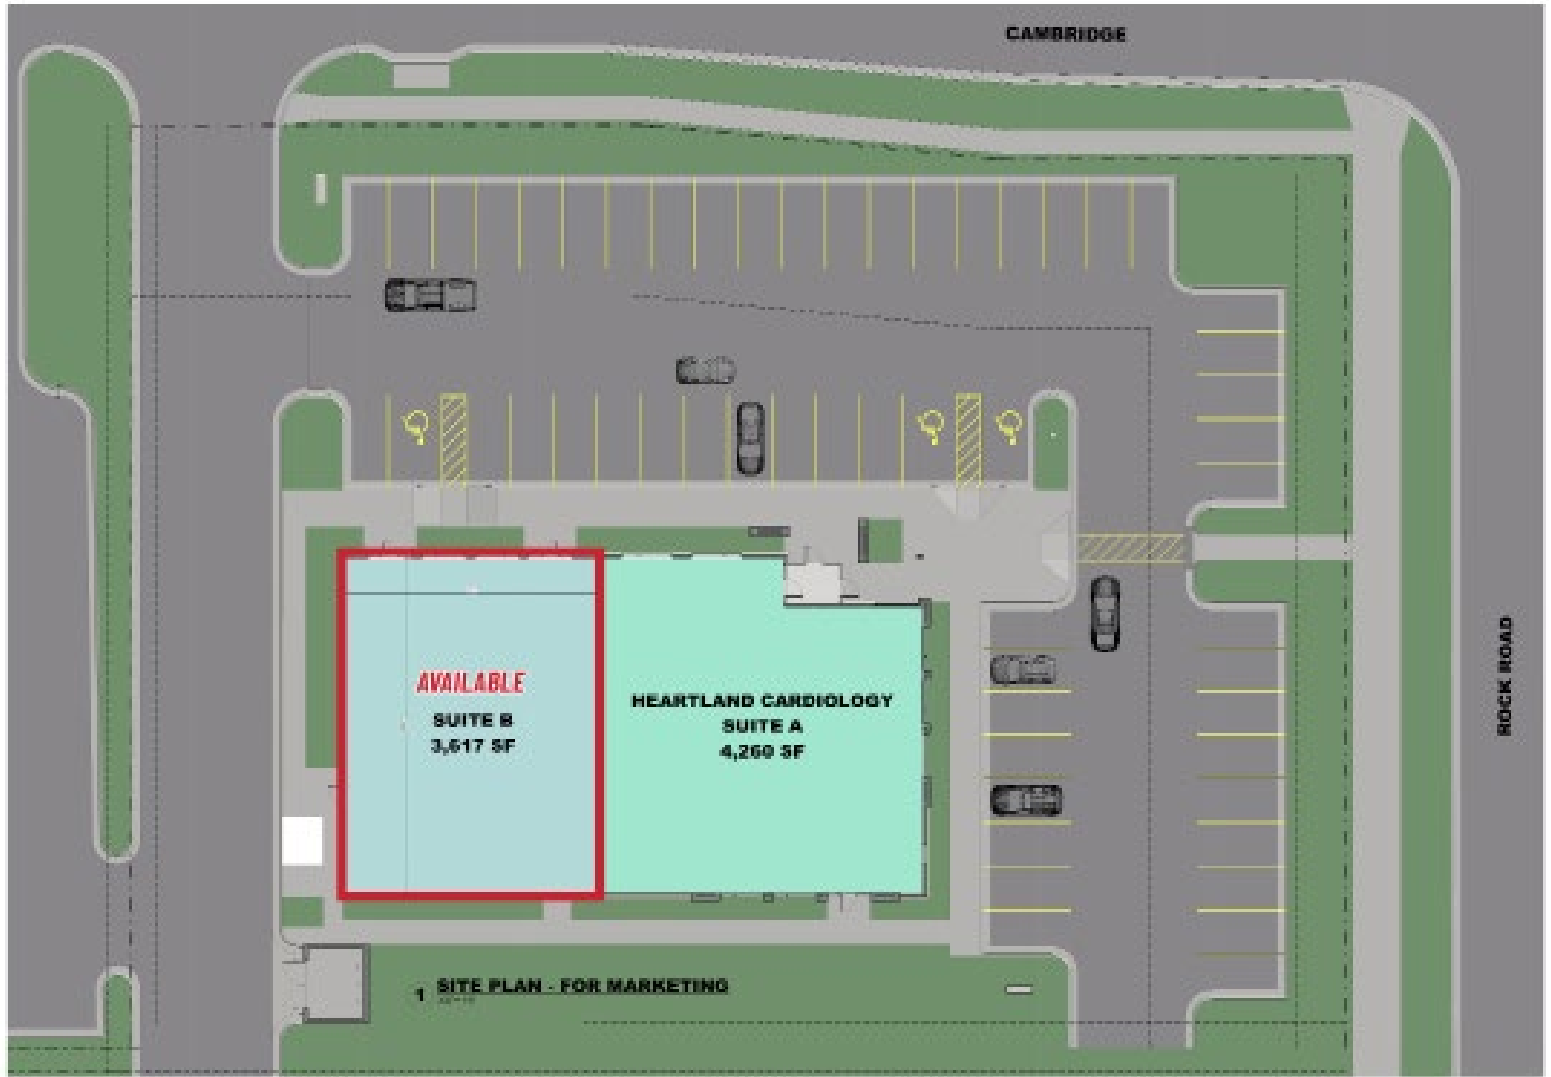 CAMBRIDGE
AVAILABLE
SUITE B
3,617 SF
HEARTLAND CARDIOLOGY
SUITE A
4,260 SF
ROCK ROAD
1 SITE PLAN - FOR MARKETING